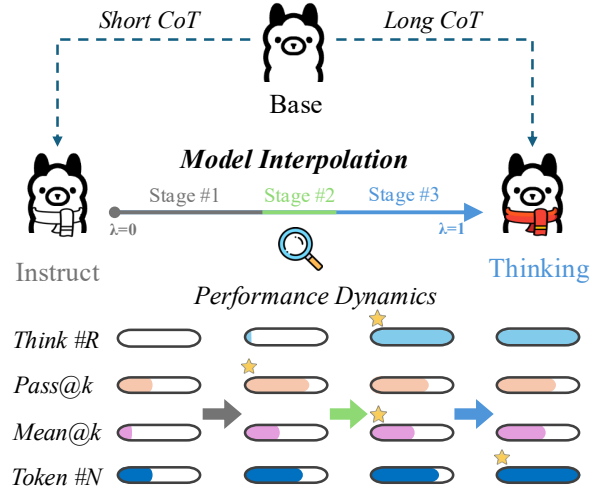 Short CoT
Long CoT
Base
Model Interpolation
Stage #1
Stage #2
Stage #3
λ=0
λ=1
Instruct
Thinking
Performance Dynamics
Think #R
Pass@k
Mean@k
Token #N